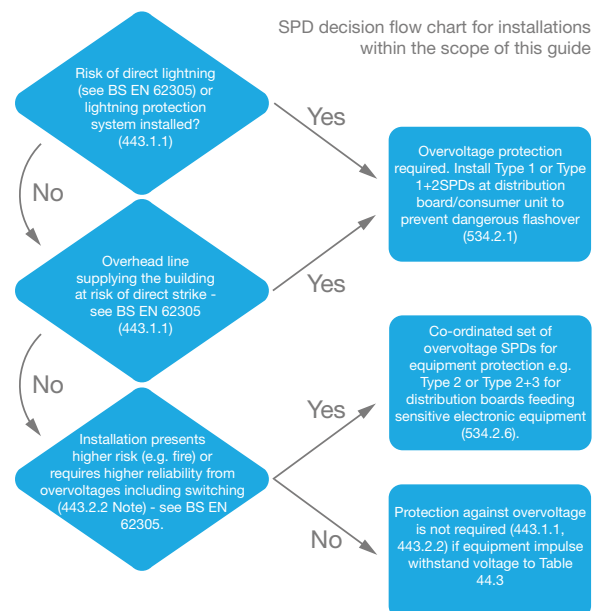 SPD decision flow chart for installations
within the scope of this guide
Risk of direct lightning
(see BS EN 62305) or
lightning protection
system installed?
(443.1.1)
Yes
No
Overvoltage protection
required. Install Type 1 or Type
1+2SPDs at distribution
board/consumer unit to
prevent dangerous flashover
(534.2.1)
Overhead line
supplying the building
at risk of direct strike -
see BS EN 62305
(443.1.1)
Yes
No
Co-ordinated set of
overvoltage SPDs for
equipment protection e.g.
Type 2 or Type 2+3 for
distribution boards feeding
sensitive electronic equipment
(534.2.6).
Installation presents
higher risk (e.g. fire) or
requires higher reliability from
overvoltages including switching
(443.2.2 Note) - see BS EN
62305.
Yes
No
Protection against overvoltage
is not required (443.1.1,
443.2.2) if equipment impulse
withstand voltage to Table
44.3